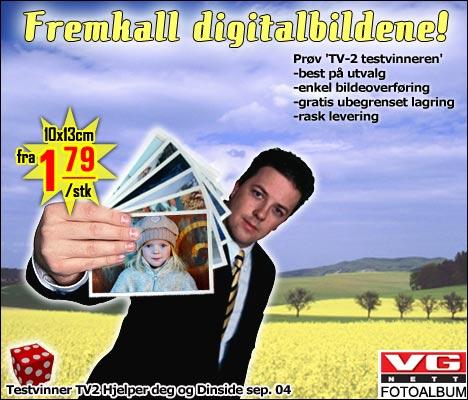 Fremkall digitalbildene!
Prøv 'TV-2 testvinneren'
-best på utvalg
-enkel bildeoverføring
-gratis ubegrenset lagring
-rask levering
10x13cm
fra 1 79
/stk
VG
NETT
FOTOALBUM
Testvinner TV2 Hjelper deg og Dinside sep. 04